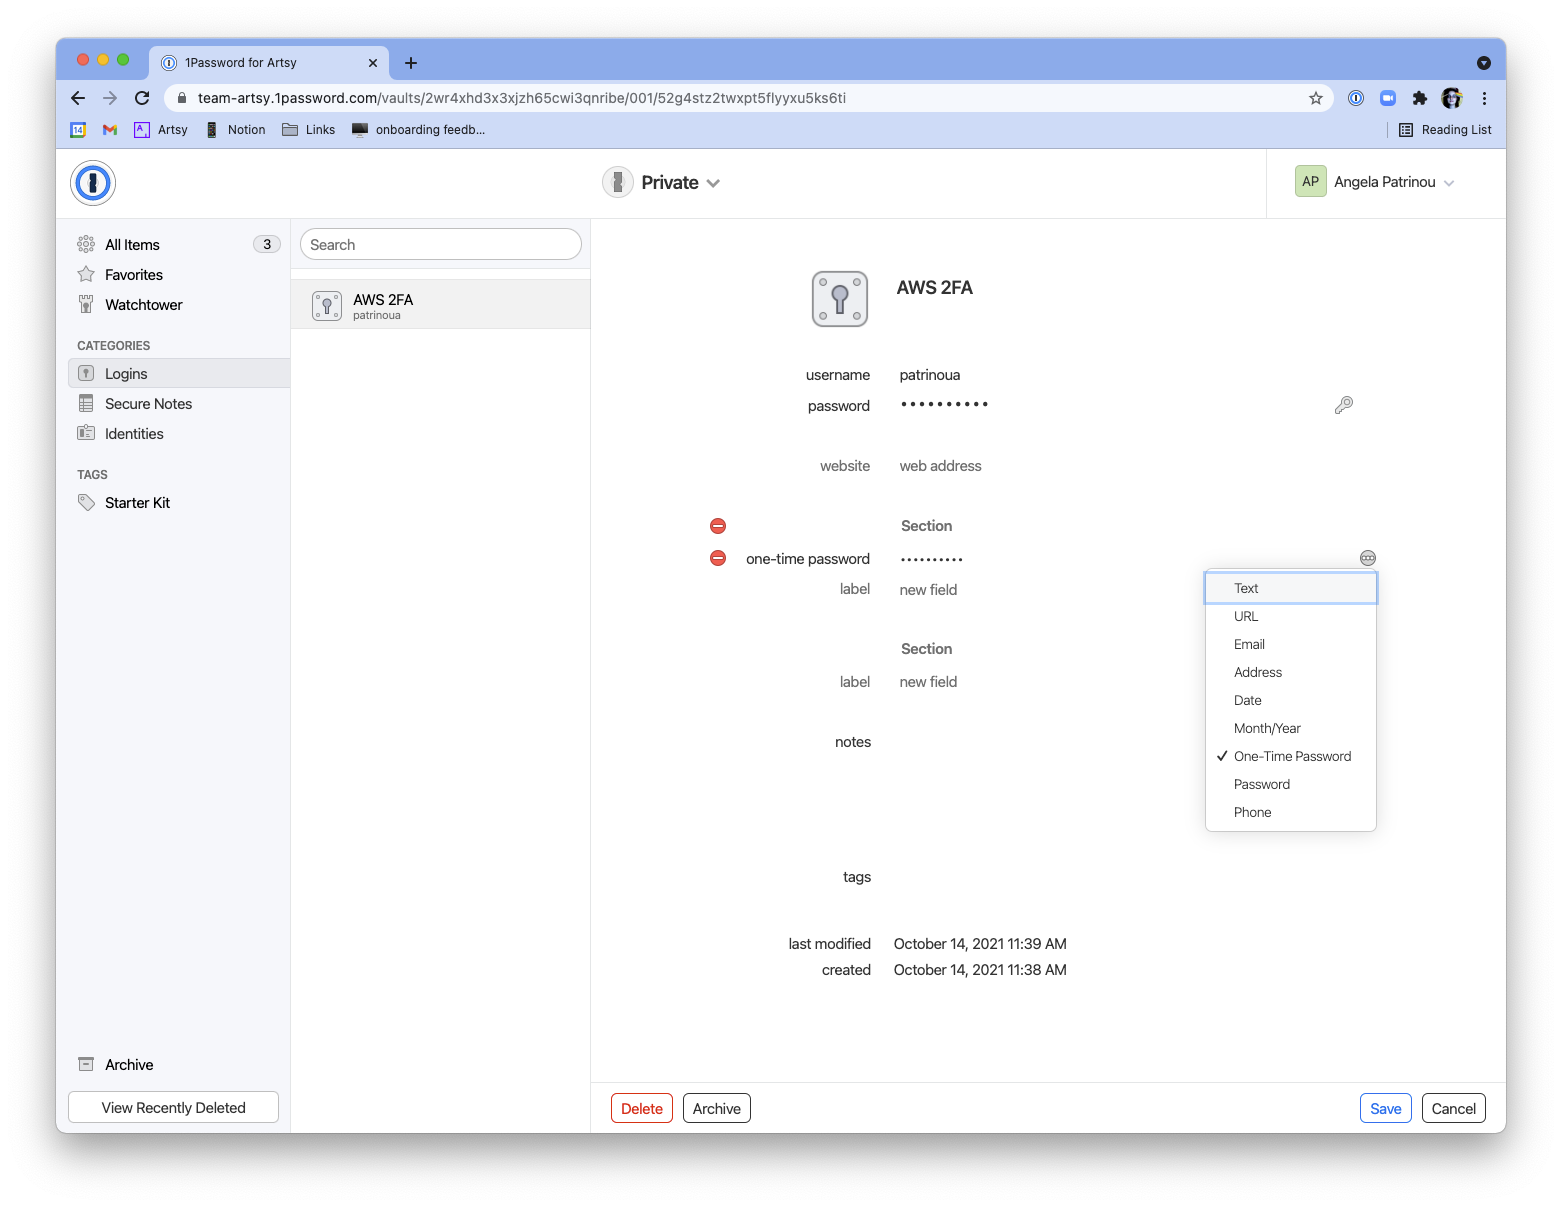 1Password for Artsy
team-artsy.1password.com/vaults/2wr4xhd3x3xjzh65cwi3qnribe/001/52g4stz2twxpt5flyyxu5ks6ti
14 Artsy Notion Links onboarding feedb... Reading List
Private
AP Angela Patrinou
All Items 3
Favorites
Watchtower
CATEGORIES
Logins
Secure Notes
Identities
TAGS
Starter Kit
Archive
View Recently Deleted
Search
AWS 2FA
patrinoua
AWS 2FA
username patrinoua
password ••••••••••
website web address
Section
one-time password ••••••••••
label new field
Section
label new field
notes
tags
last modified October 14, 2021 11:39 AM
created October 14, 2021 11:38 AM
Text
URL
Email
Address
Date
Month/Year
✓ One-Time Password
Password
Phone
Delete Archive Save Cancel